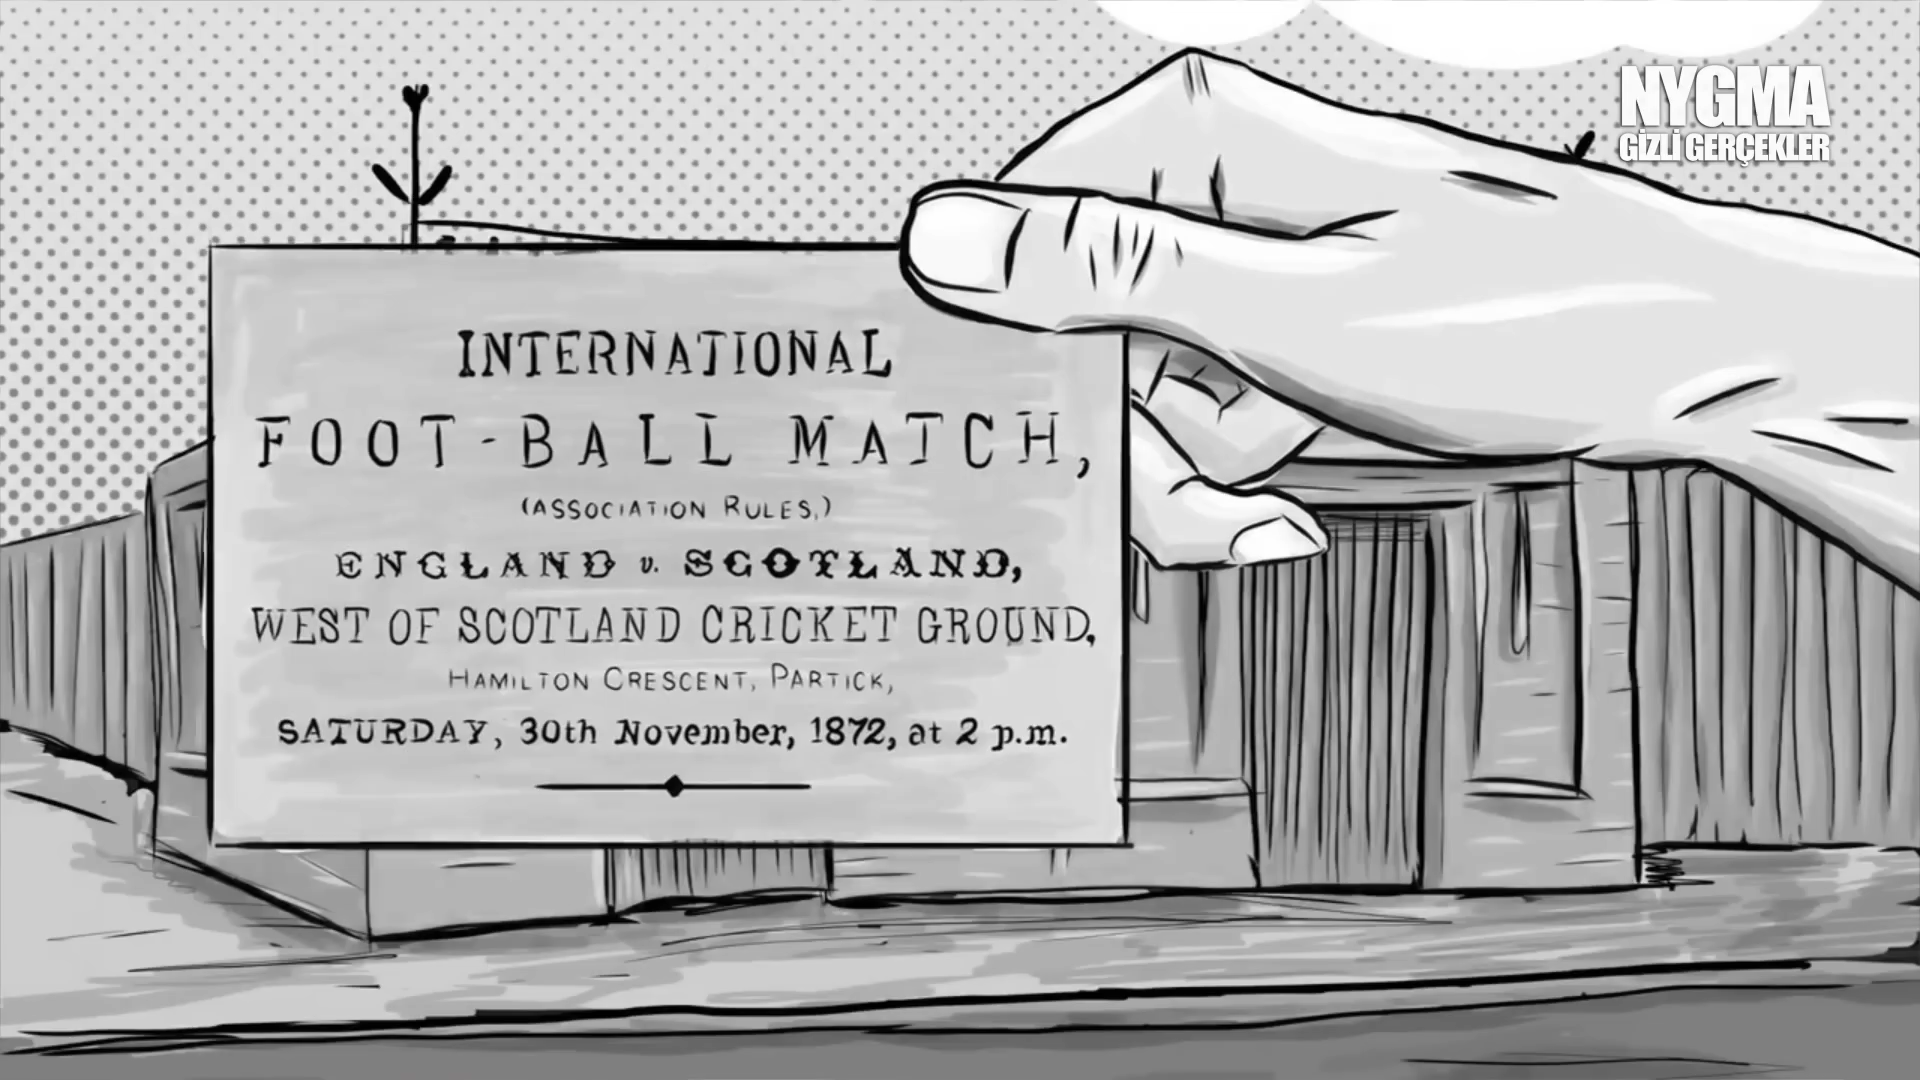 NYGMA
GİZLİ GERÇEKLER
INTERNATIONAL
FOOT-BALL MATCH,
(ASSOCIATION RULES,)
ENGLAND v. SCOTLAND,
WEST OF SCOTLAND CRICKET GROUND,
HAMILTON CRESCENT, PARTICK,
SATURDAY, 30th November, 1872, at 2 p.m.